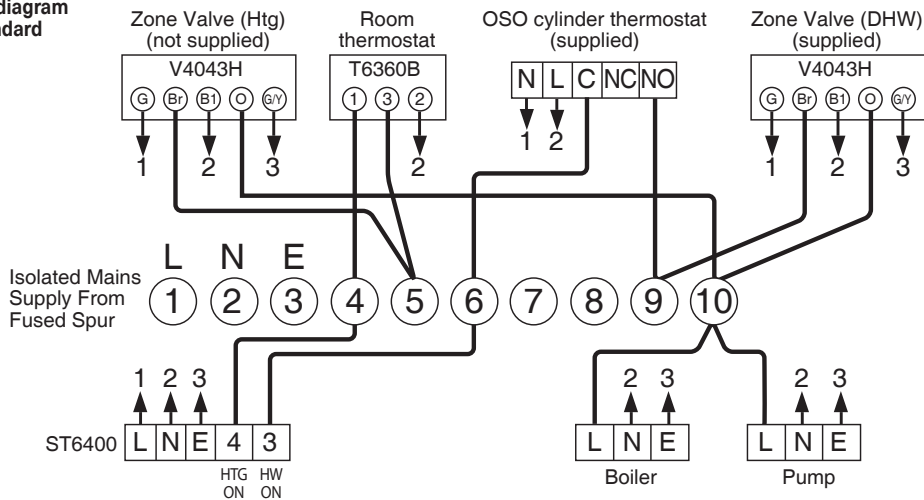 diagram
dard
Zone Valve (Htg)
(not supplied)
V4043H
G Br B1 O G/Y
1 2 3
Room
thermostat
T6360B
1 3 2
2
OSO cylinder thermostat
(supplied)
N L C NC NO
1 2
Zone Valve (DHW)
(supplied)
V4043H
G Br B1 O G/Y
1 2 3
L N E
Isolated Mains
Supply From
Fused Spur
1 2 3 4 5 6 7 8 9 10
1 2 3
ST6400 L N E 4 3
HTG HW
ON ON
2 3
L N E
Boiler
2 3
L N E
Pump